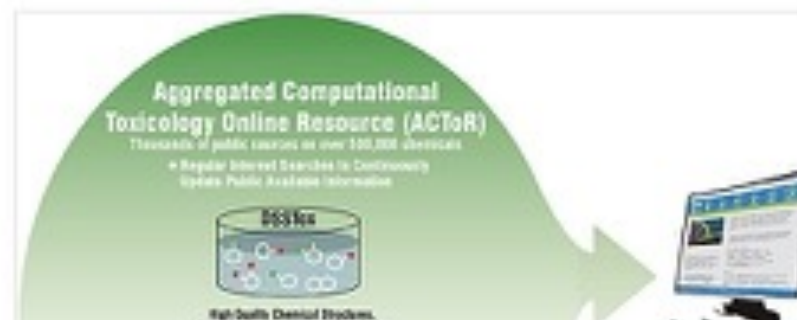 Aggregated Computational
Toxicology Online Resource (ACToR)
Thousands of public sources on over 500,000 chemicals
• Regular Internet Searches to Continuously
Update Public Available Information
DSSTox
High Quality Chemical Structures,